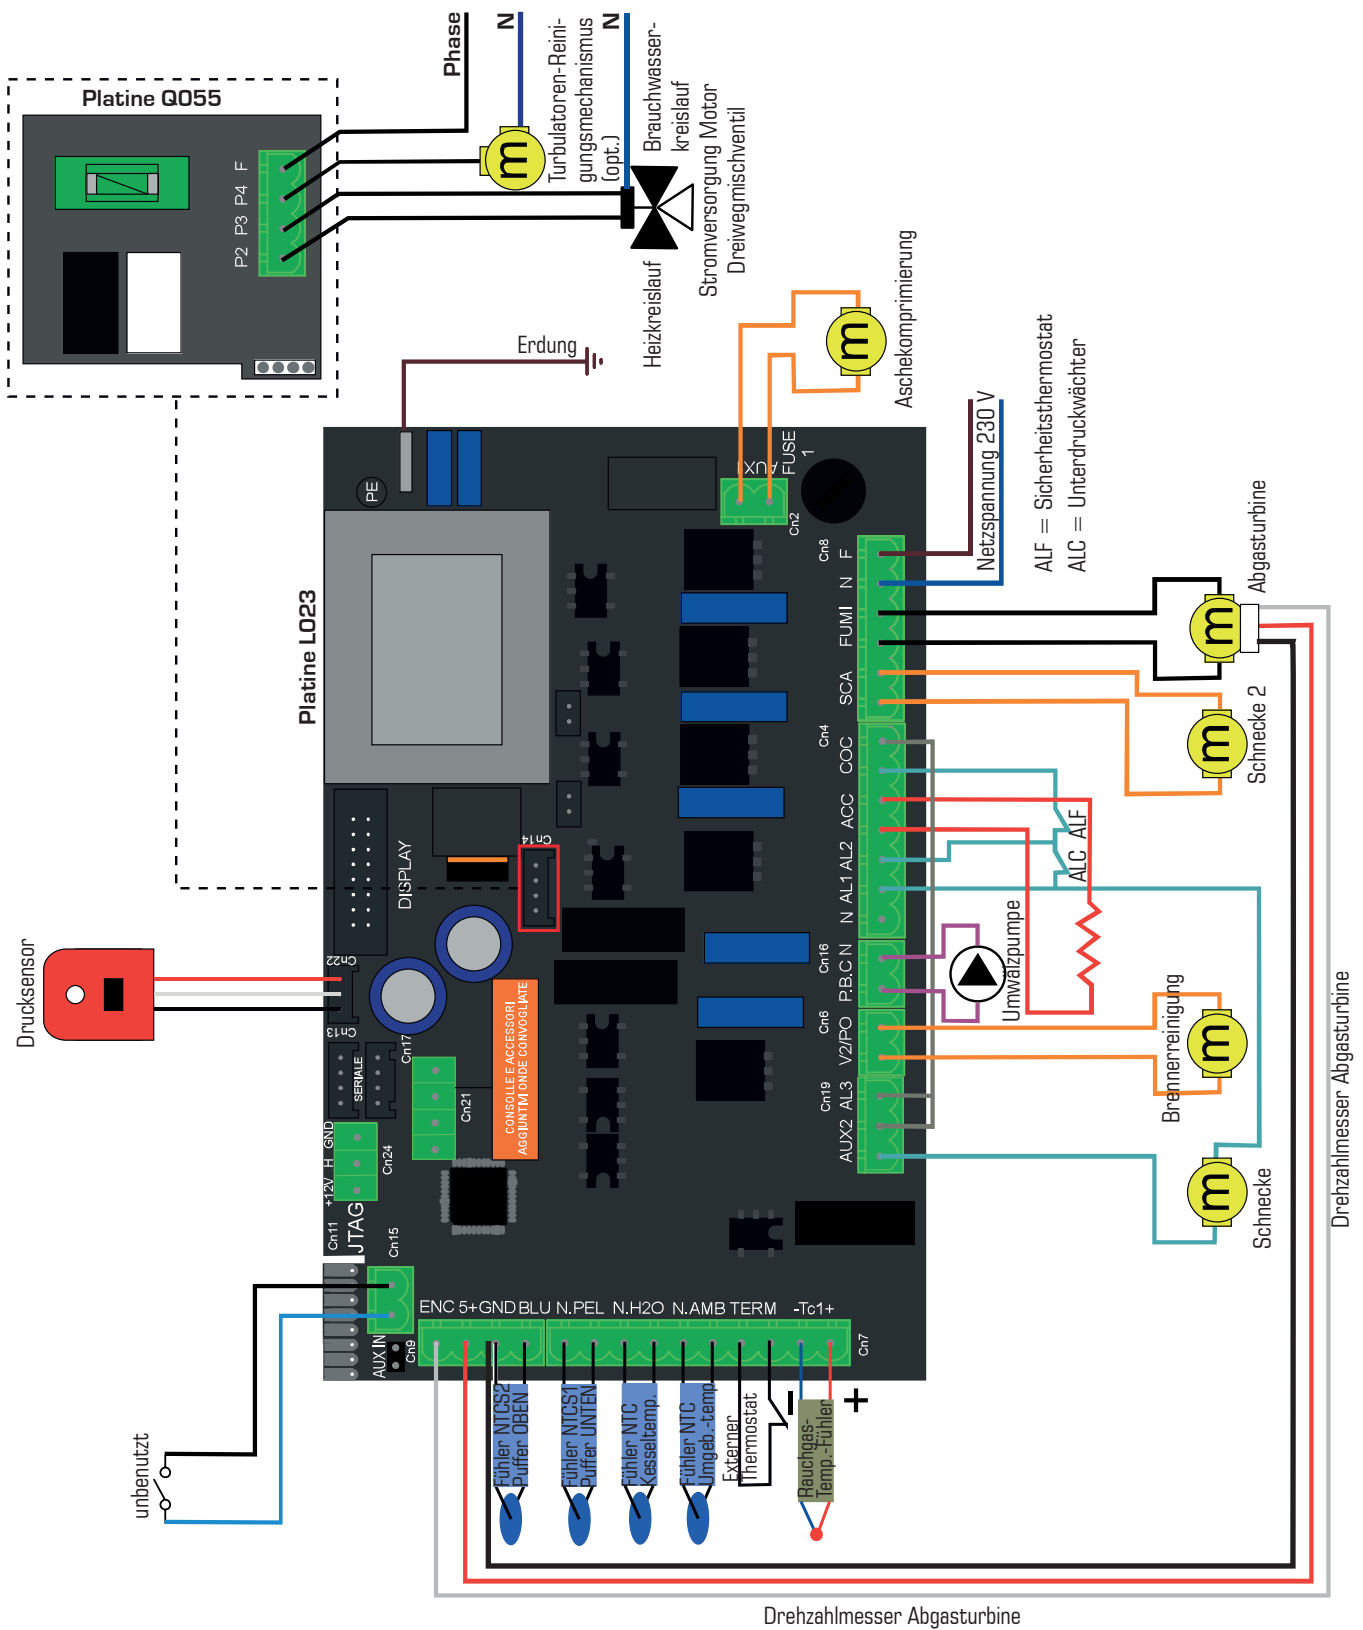 Platine Q055
P2 P3 P4 F
Phase
N
Turbulatoren-Reini-
gungsmechanismus
(opt.)
N
Brauchwasser-
kreislauf
Heizkreislauf
Stromversorgung Motor
Dreiwegmischventil
Erdung
Aschekomprimierung
Platine L023
PE
AUX1
FUSE
1
Cn2
Netzspannung 230 V
ALF = Sicherheitsthermostat
ALC = Unterdruckwächter
Cn8
F
N
FUMI
SCA
Cn4
COC
ACC
AL1 AL2
N
Cn16
P.B.C N
Cn6
V2/PO
Cn19
AUX2 AL3
Abgasturbine
Schnecke 2
ALC ALF
Umwälzpumpe
Brennerreinigung
Schnecke
Drehzahlmesser Abgasturbine
m
m
m
m
m
m
DISPLAY
Cn14
Drucksensor
Cn22
Cn13
Cn17
SERIALE
Cn21
CONSOLLE E ACCESSORI
AGGIUNTIVI ONDE CONVOGLIATE
+12V H GND
Cn24
Cn11
JTAG
Cn15
AUX IN
Cn9
unbenutzt
ENC 5+GND BLU N.PEL N.H2O N.AMB TERM -Tc1+
Cn7
Fühler NTCS2
Puffer OBEN
Fühler NTCS1
Puffer UNTEN
Fühler NTC
Kesseltemp.
Fühler NTC
Umgeb.-temp
Externer
Thermostat
Rauchgas-
Temp.-Fühler
-
+
Drehzahlmesser Abgasturbine